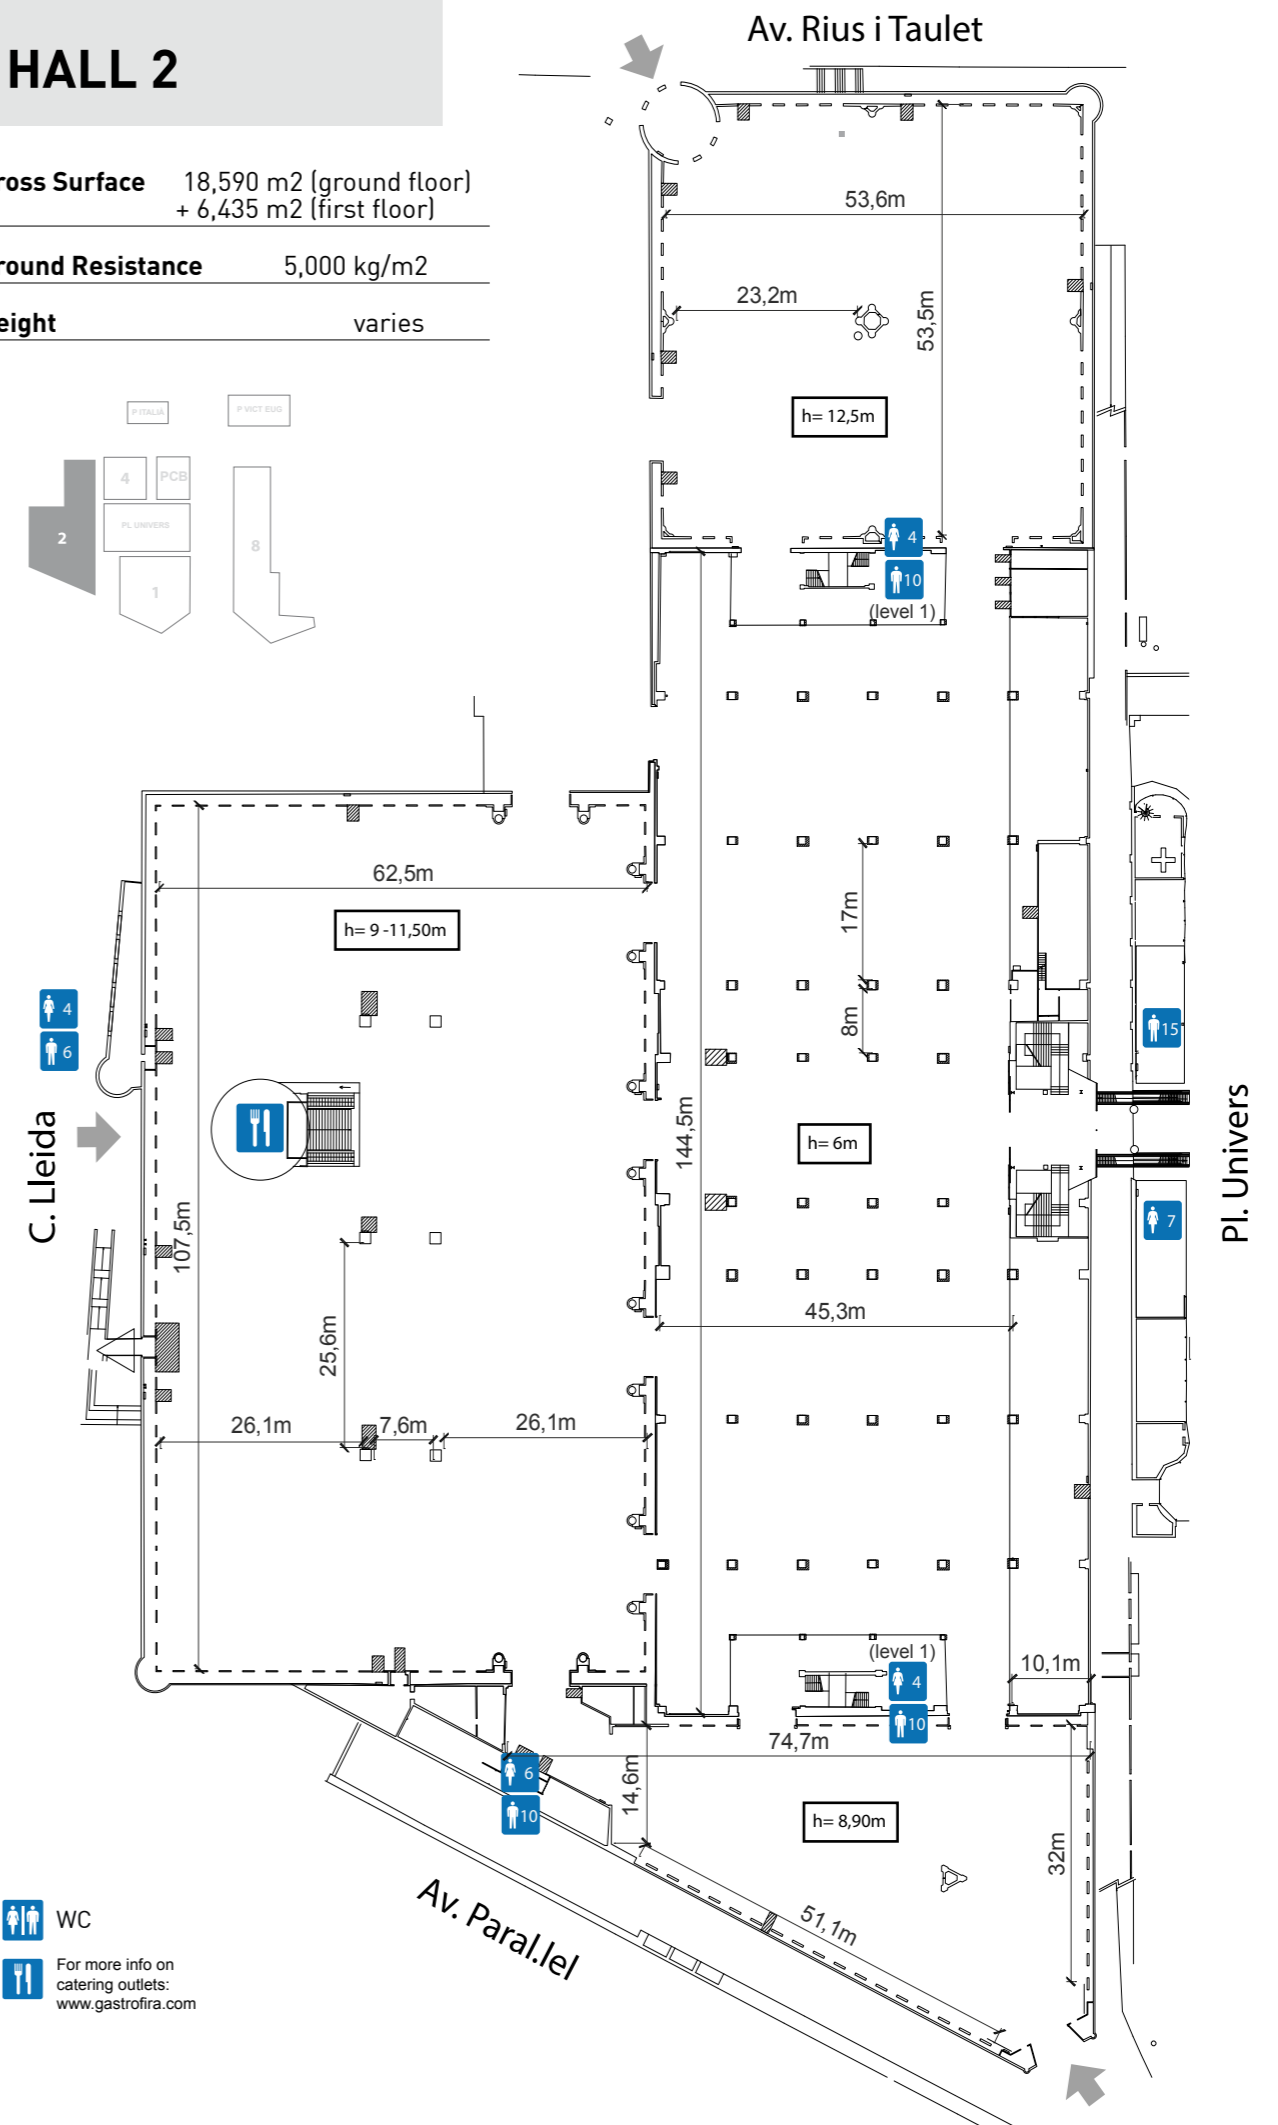 Av. Rius i Taulet
HALL 2
ross Surface 18,590 m2 (ground floor)
+ 6,435 m2 (first floor)
round Resistance 5,000 kg/m2
eight varies
P ITALIÀ
P VICT EUG
4
PCB
PL UNIVERS
2
8
1
53,6m
23,2m
53,5m
h= 12,5m
4
10
(level 1)
62,5m
h= 9 -11,50m
17m
8m
4
6
15
C. Lleida
144,5m
h= 6m
Pl. Univers
7
107,5m
45,3m
25,6m
26,1m
7,6m
26,1m
(level 1)
4
10
10,1m
74,7m
6
10
14,6m
h= 8,90m
32m
51,1m
Av. Paral.lel
WC
For more info on
catering outlets:
www.gastrofira.com